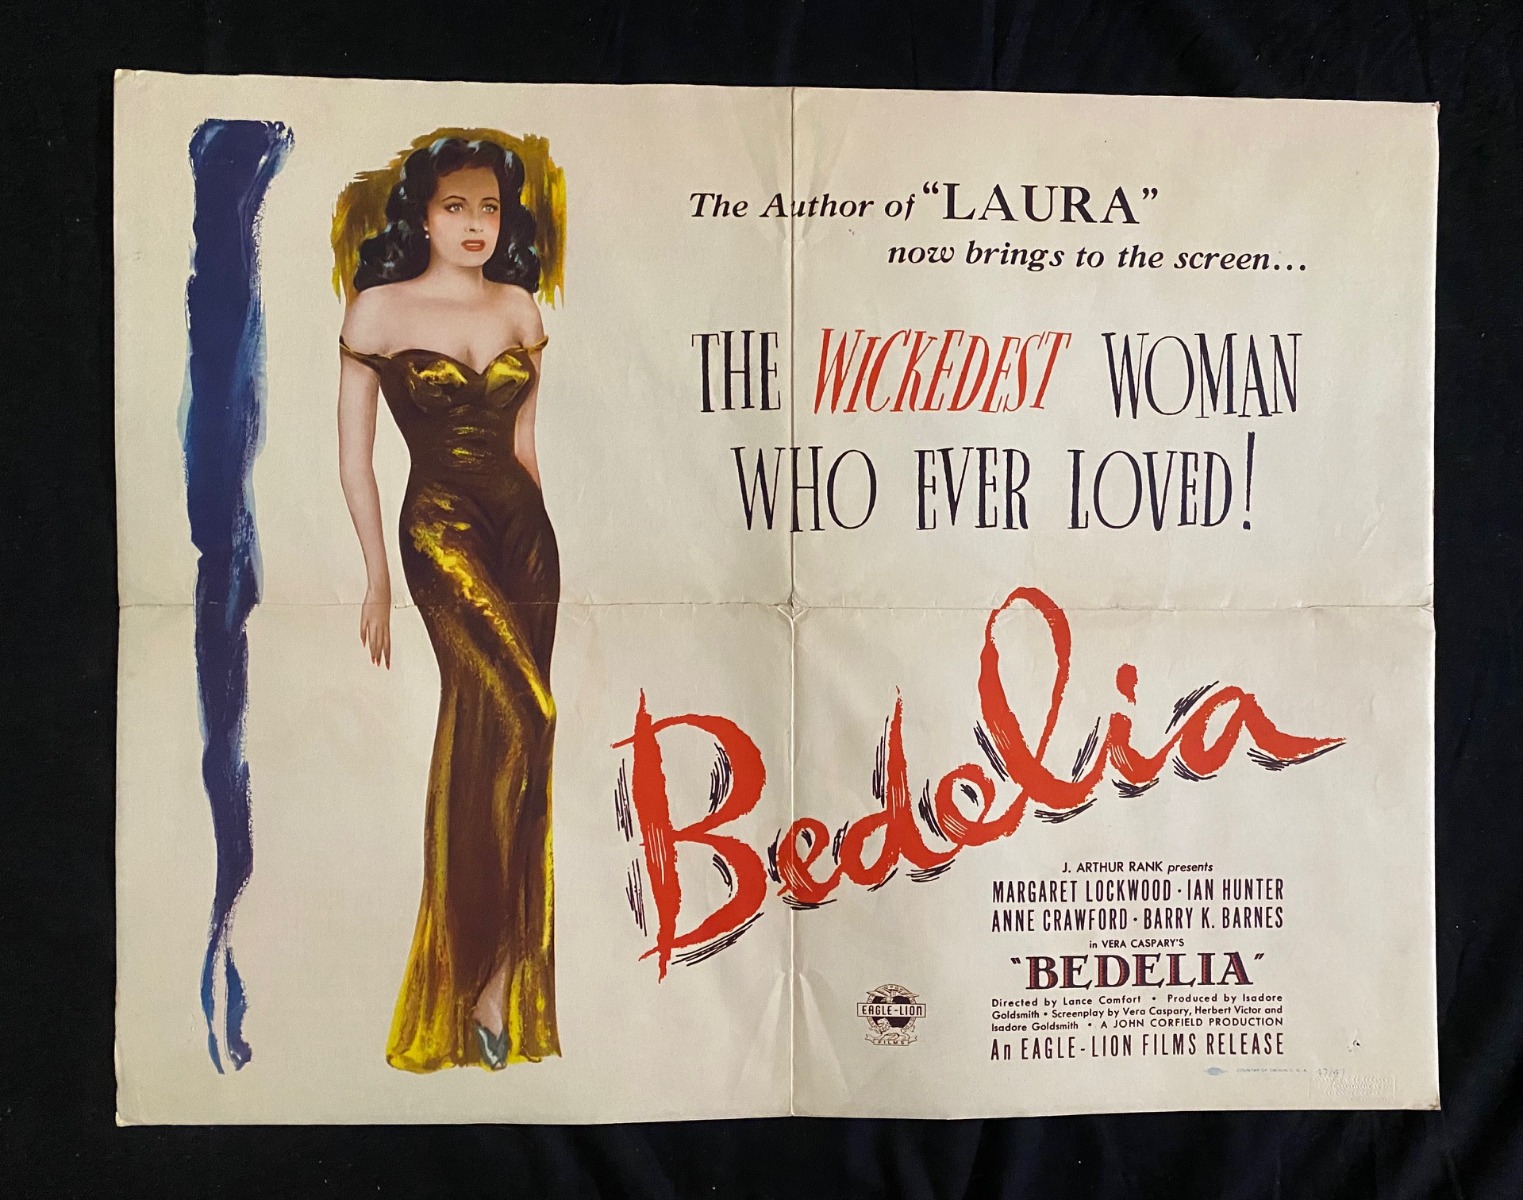 The Author of "LAURA"
now brings to the screen...
THE WICKEDEST WOMAN
WHO EVER LOVED!
Bedelia
J. ARTHUR RANK presents
MARGARET LOCKWOOD · IAN HUNTER
ANNE CRAWFORD · BARRY K. BARNES
in VERA CASPARY'S
"BEDELIA"
Directed by Lance Comfort • Produced by Isadore
Goldsmith • Screenplay by Vera Caspary, Herbert Victor and
Isadore Goldsmith • A JOHN CORFIELD PRODUCTION
An EAGLE-LION FILMS RELEASE
EAGLE-LION
FILMS